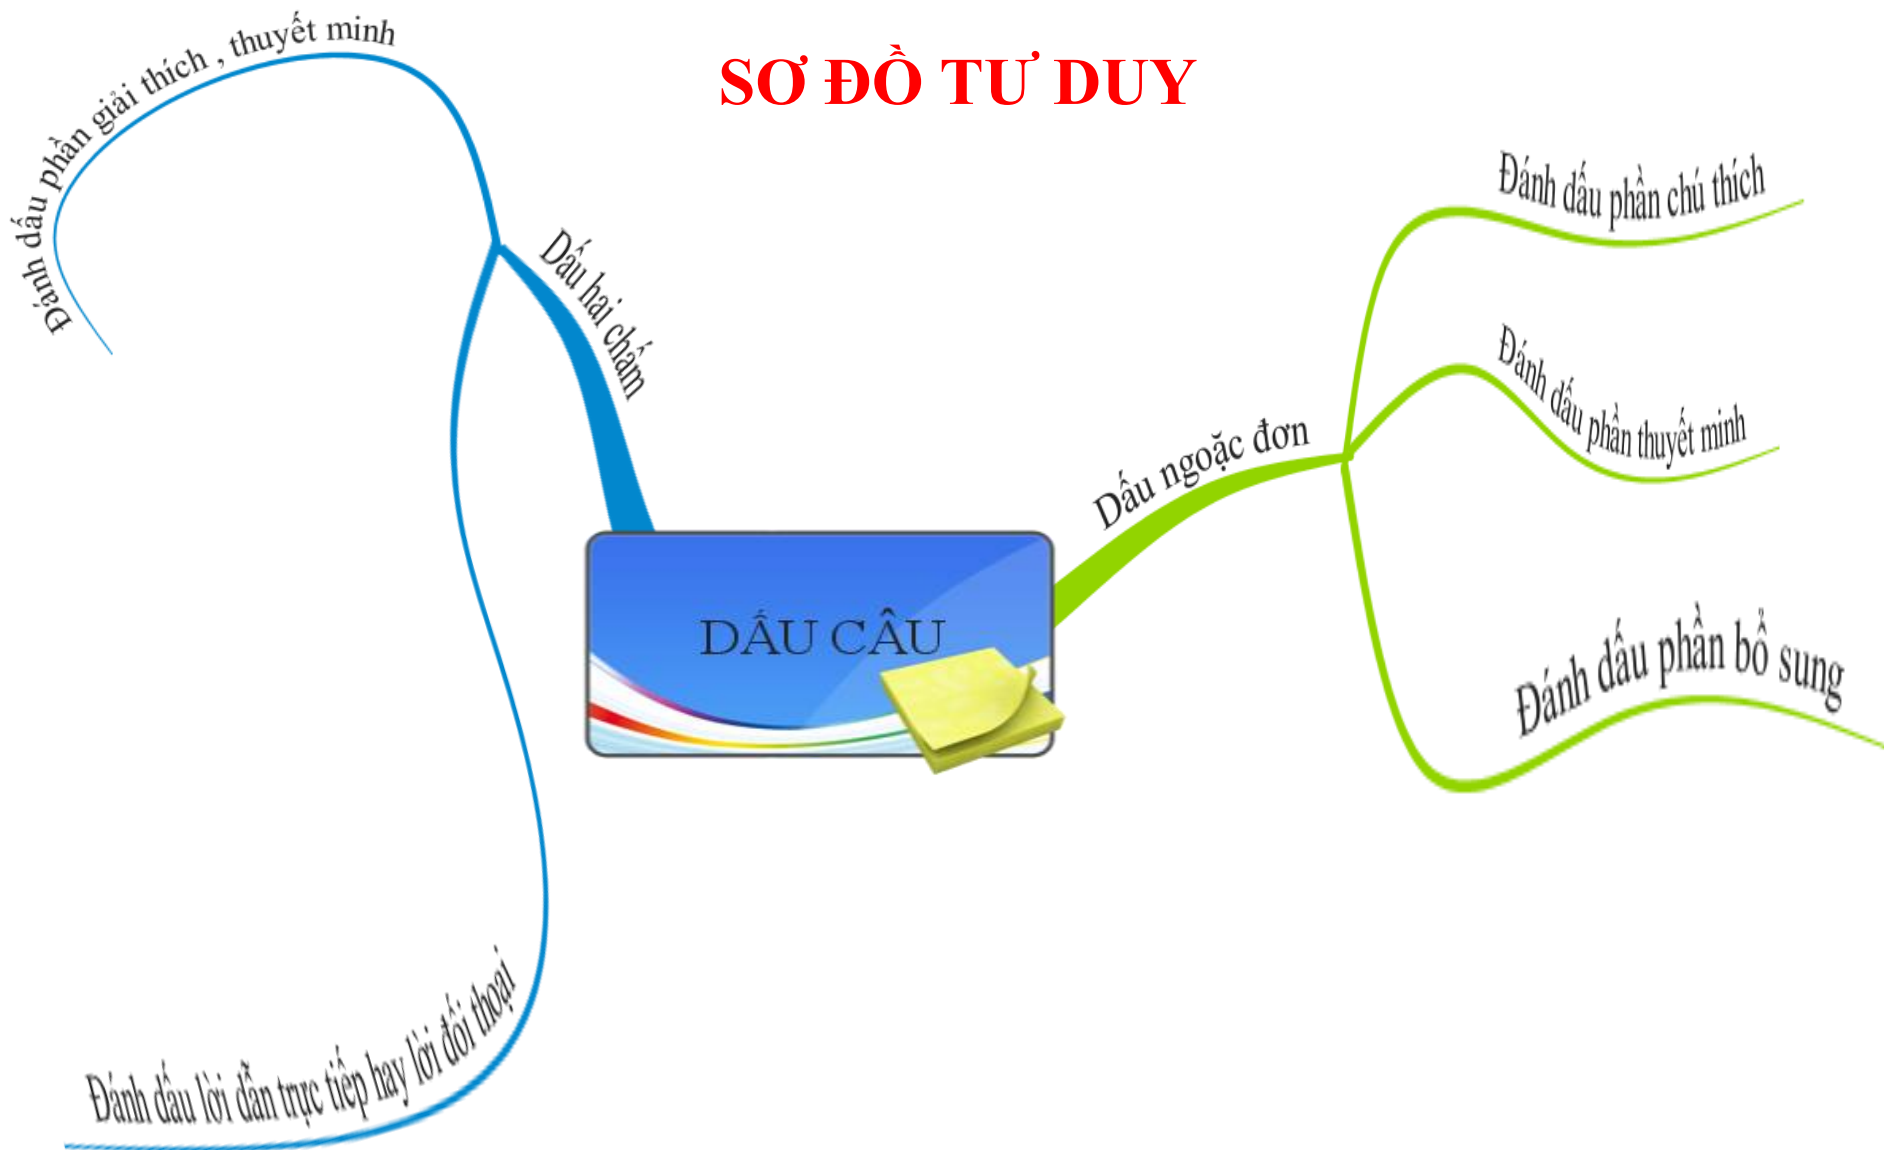 SƠ ĐỒ TƯ DUY
Đánh dấu phần giải thích , thuyết minh
Dấu hai chấm
Đánh dấu lời dẫn trực tiếp hay lời đối thoại
DẤU CÂU
Dấu ngoặc đơn
Đánh dấu phần chú thích
Đánh dấu phần thuyết minh
Đánh dấu phần bổ sung